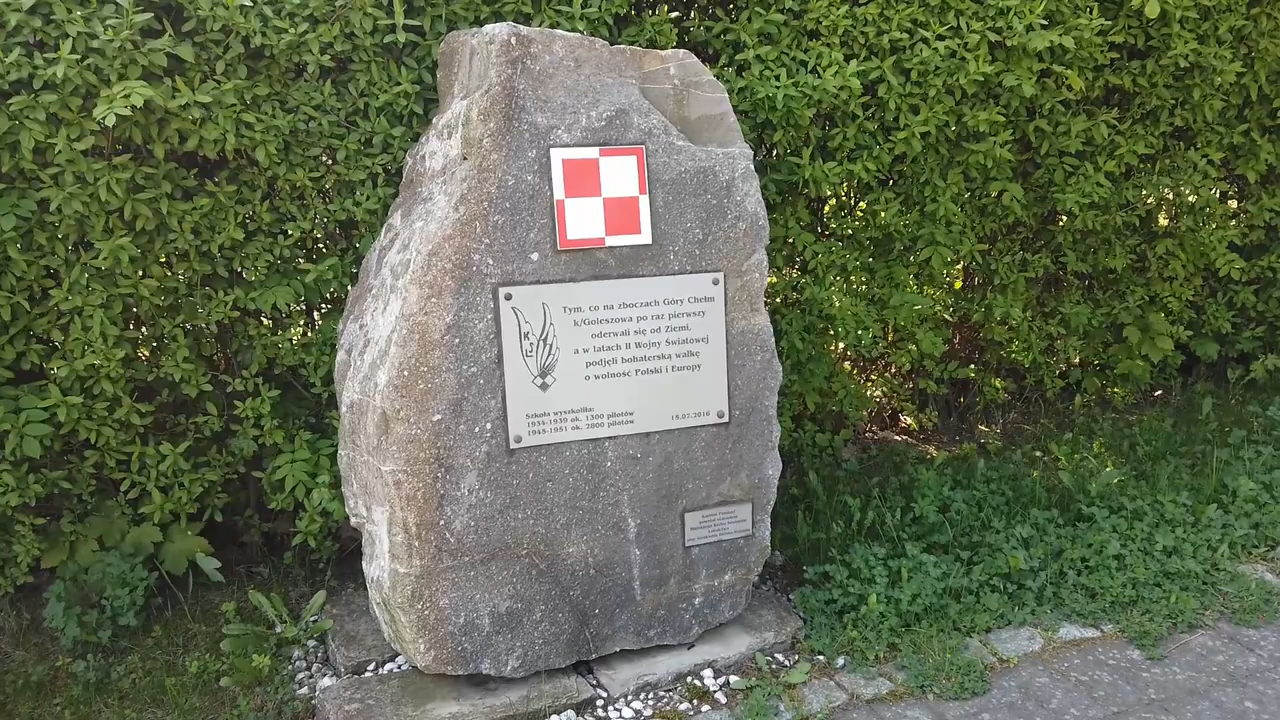 Tym, co na zboczach Góry Chełm
k/Goleszowa po raz pierwszy
oderwali się od Ziemi,
a w latach II Wojny Światowej
podjęli bohaterską walkę
o wolność Polski i Europy
Szkoła wyszkoliła:
1934-1939 ok. 1300 pilotów
1945-1951 ok. 2800 pilotów
18.07.2016